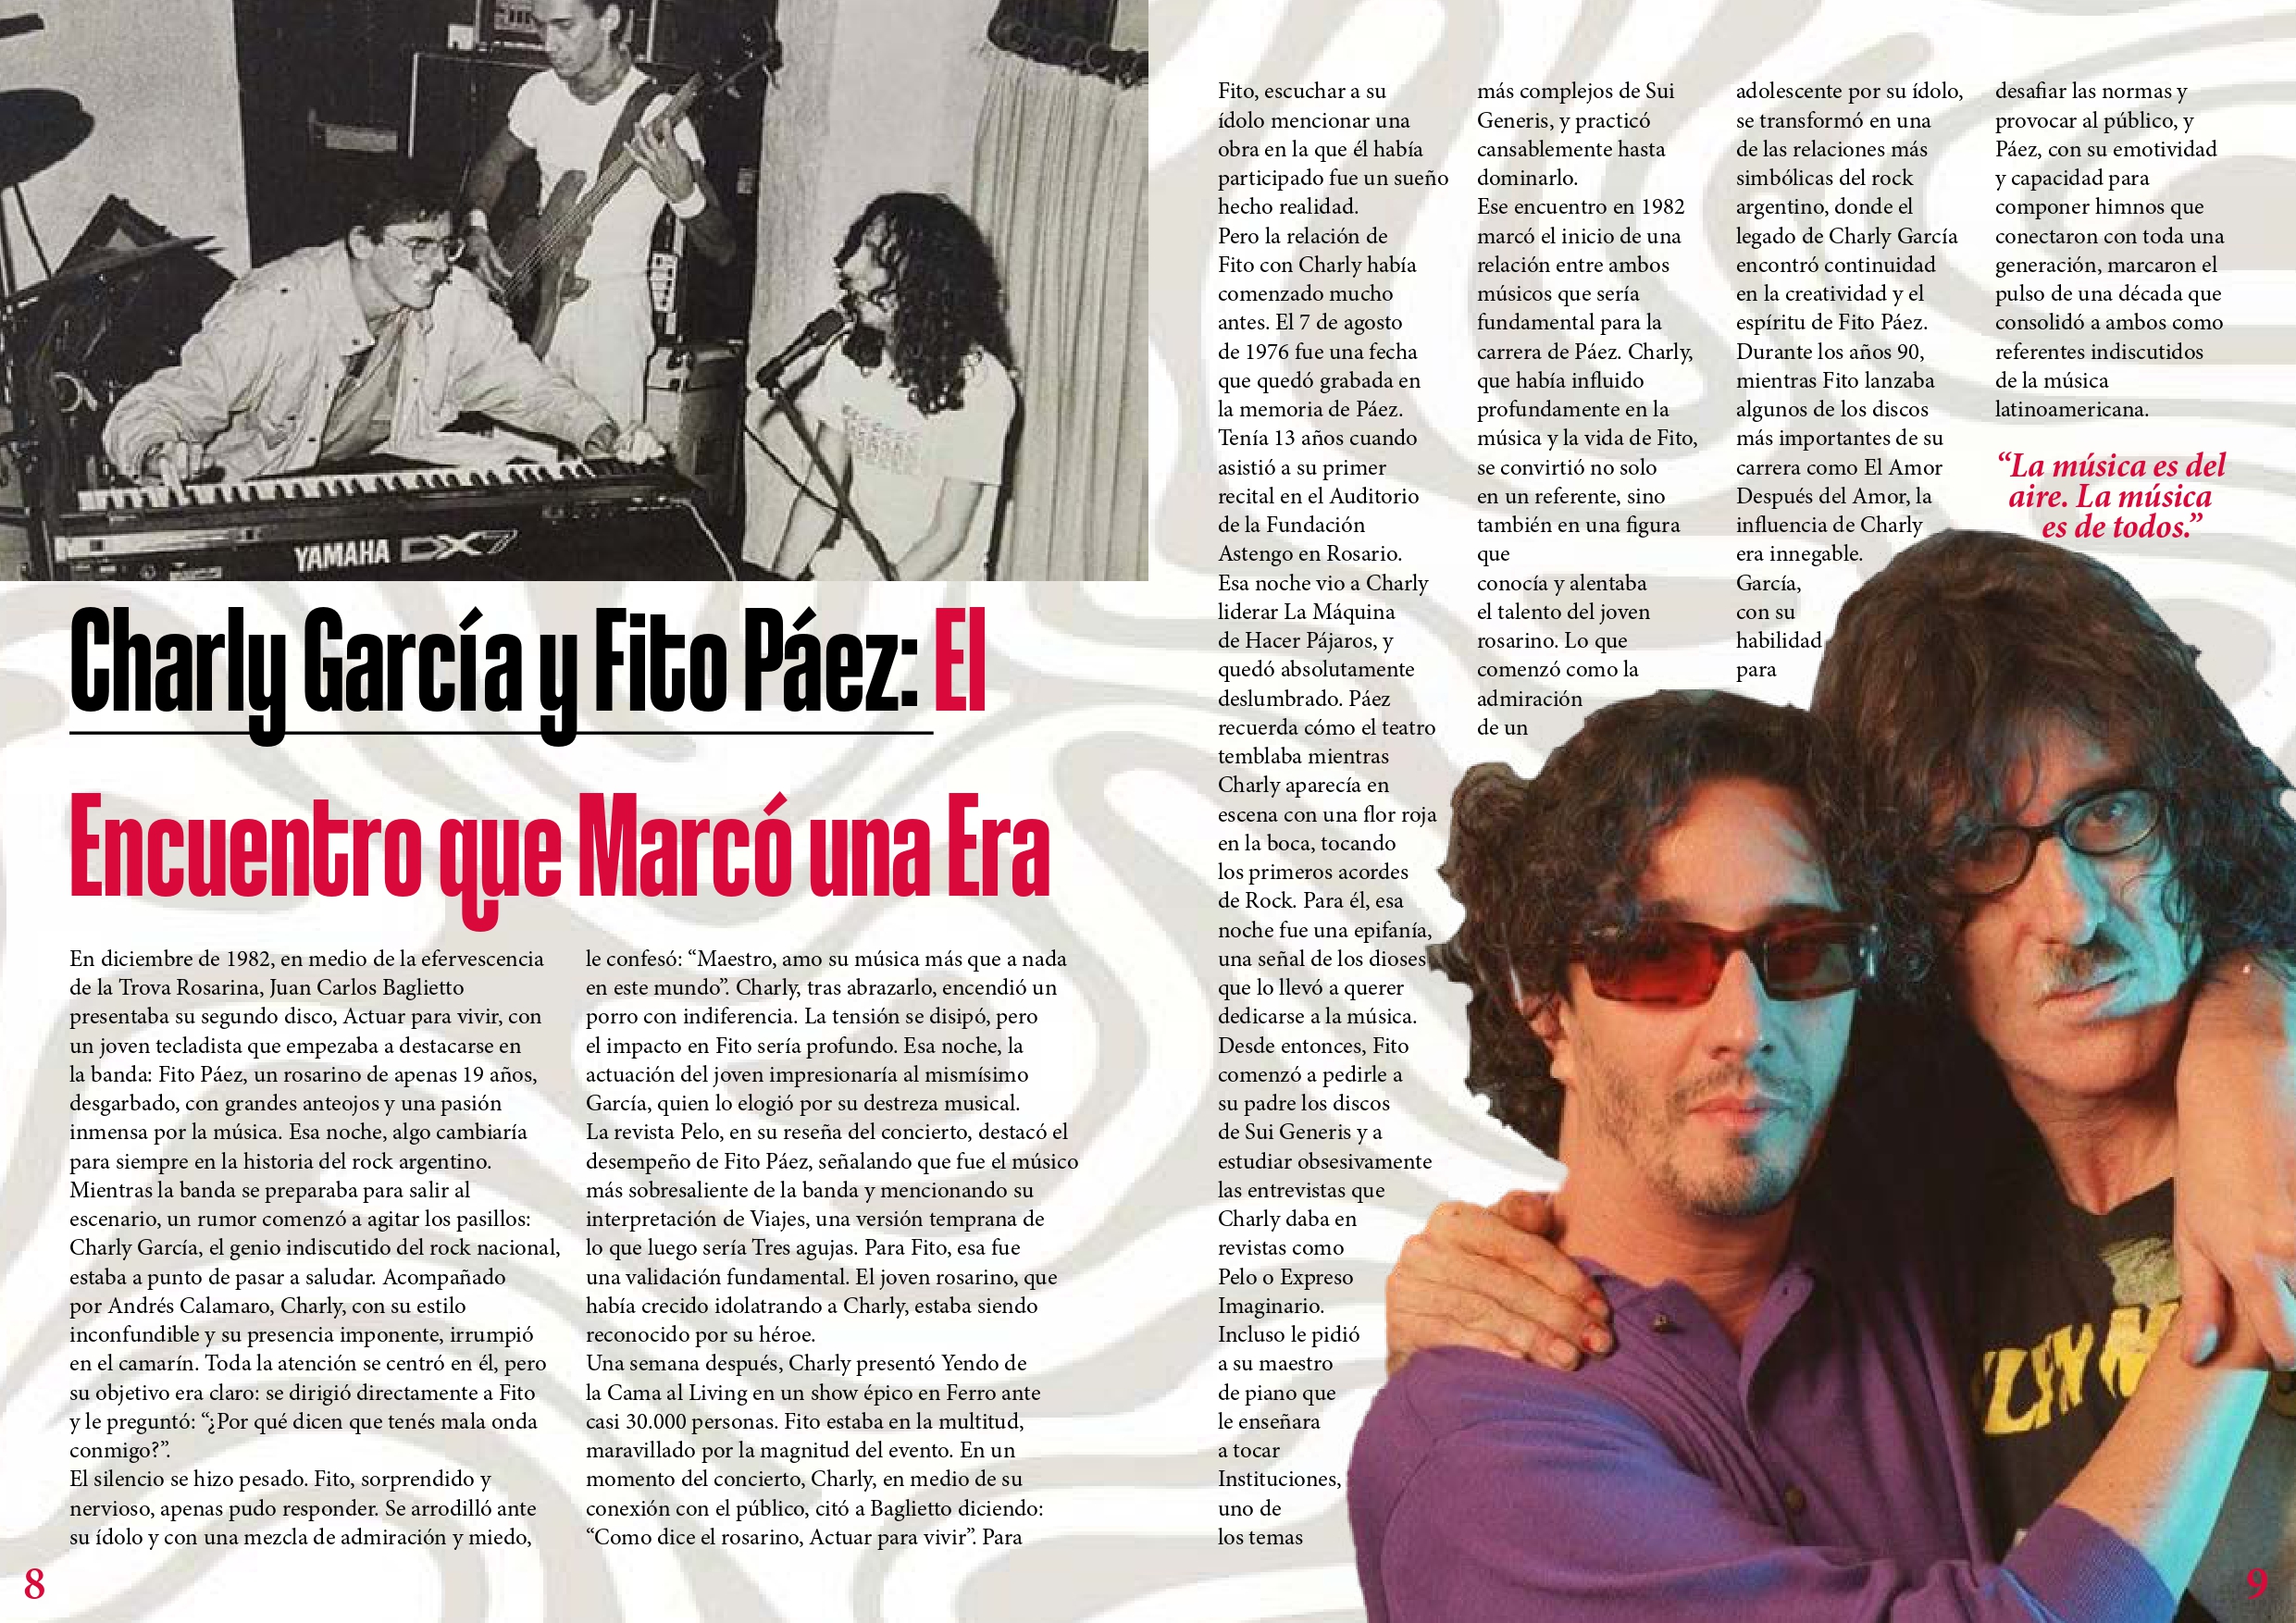 YAMAHA DX7
Charly García y Fito Páez: El
Encuentro que Marcó una Era
En diciembre de 1982, en medio de la efervescencia
de la Trova Rosarina, Juan Carlos Baglietto
presentaba su segundo disco, Actuar para vivir, con
un joven tecladista que empezaba a destacarse en
la banda: Fito Páez, un rosarino de apenas 19 años,
desgarbado, con grandes anteojos y una pasión
inmensa por la música. Esa noche, algo cambiaría
para siempre en la historia del rock argentino.
Mientras la banda se preparaba para salir al
escenario, un rumor comenzó a agitar los pasillos:
Charly García, el genio indiscutido del rock nacional,
estaba a punto de pasar a saludar. Acompañado
por Andrés Calamaro, Charly, con su estilo
inconfundible y su presencia imponente, irrumpió
en el camarín. Toda la atención se centró en él, pero
su objetivo era claro: se dirigió directamente a Fito
y le preguntó: “¿Por qué dicen que tenés mala onda
conmigo?”.
El silencio se hizo pesado. Fito, sorprendido y
nervioso, apenas pudo responder. Se arrodilló ante
su ídolo y con una mezcla de admiración y miedo,
le confesó: “Maestro, amo su música más que a nada
en este mundo”. Charly, tras abrazarlo, encendió un
porro con indiferencia. La tensión se disipó, pero
el impacto en Fito sería profundo. Esa noche, la
actuación del joven impresionaría al mismísimo
García, quien lo elogió por su destreza musical.
La revista Pelo, en su reseña del concierto, destacó el
desempeño de Fito Páez, señalando que fue el músico
más sobresaliente de la banda y mencionando su
interpretación de Viajes, una versión temprana de
lo que luego sería Tres agujas. Para Fito, esa fue
una validación fundamental. El joven rosarino, que
había crecido idolatrando a Charly, estaba siendo
reconocido por su héroe.
Una semana después, Charly presentó Yendo de
la Cama al Living en un show épico en Ferro ante
casi 30.000 personas. Fito estaba en la multitud,
maravillado por la magnitud del evento. En un
momento del concierto, Charly, en medio de su
conexión con el público, citó a Baglietto diciendo:
“Como dice el rosarino, Actuar para vivir”. Para
8
Fito, escuchar a su
ídolo mencionar una
obra en la que él había
participado fue un sueño
hecho realidad.
Pero la relación de
Fito con Charly había
comenzado mucho
antes. El 7 de agosto
de 1976 fue una fecha
que quedó grabada en
la memoria de Páez.
Tenía 13 años cuando
asistió a su primer
recital en el Auditorio
de la Fundación
Astengo en Rosario.
Esa noche vio a Charly
liderar La Máquina
de Hacer Pájaros, y
quedó absolutamente
deslumbrado. Páez
recuerda cómo el teatro
temblaba mientras
Charly aparecía en
escena con una flor roja
en la boca, tocando
los primeros acordes
de Rock. Para él, esa
noche fue una epifanía,
una señal de los dioses
que lo llevó a querer
dedicarse a la música.
Desde entonces, Fito
comenzó a pedirle a
su padre los discos
de Sui Generis y a
estudiar obsesivamente
las entrevistas que
Charly daba en
revistas como
Pelo o Expreso
Imaginario.
Incluso le pidió
a su maestro
de piano que
le enseñara
a tocar
Instituciones,
uno de
los temas
más complejos de Sui
Generis, y practicó
cansablemente hasta
dominarlo.
Ese encuentro en 1982
marcó el inicio de una
relación entre ambos
músicos que sería
fundamental para la
carrera de Páez. Charly,
que había influido
profundamente en la
música y la vida de Fito,
se convirtió no solo
en un referente, sino
también en una figura
que
conocía y alentaba
el talento del joven
rosarino. Lo que
comenzó como la
admiración
de un
adolescente por su ídolo,
se transformó en una
de las relaciones más
simbólicas del rock
argentino, donde el
legado de Charly García
encontró continuidad
en la creatividad y el
espíritu de Fito Páez.
Durante los años 90,
mientras Fito lanzaba
algunos de los discos
más importantes de su
carrera como El Amor
Después del Amor, la
influencia de Charly
era innegable.
García,
con su
habilidad
para
desafiar las normas y
provocar al público, y
Páez, con su emotividad
y capacidad para
componer himnos que
conectaron con toda una
generación, marcaron el
pulso de una década que
consolidó a ambos como
referentes indiscutidos
de la música
latinoamericana.
“La música es del
aire. La música
es de todos.”
9